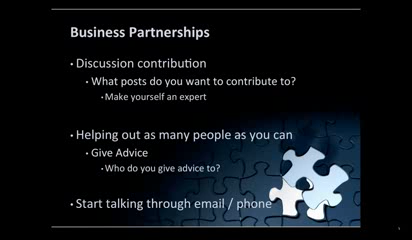 Business Partnerships
• Discussion contribution
• What posts do you want to contribute to?
• Make yourself an expert
• Helping out as many people as you can
• Give Advice
• Who do you give advice to?
• Start talking through email / phone